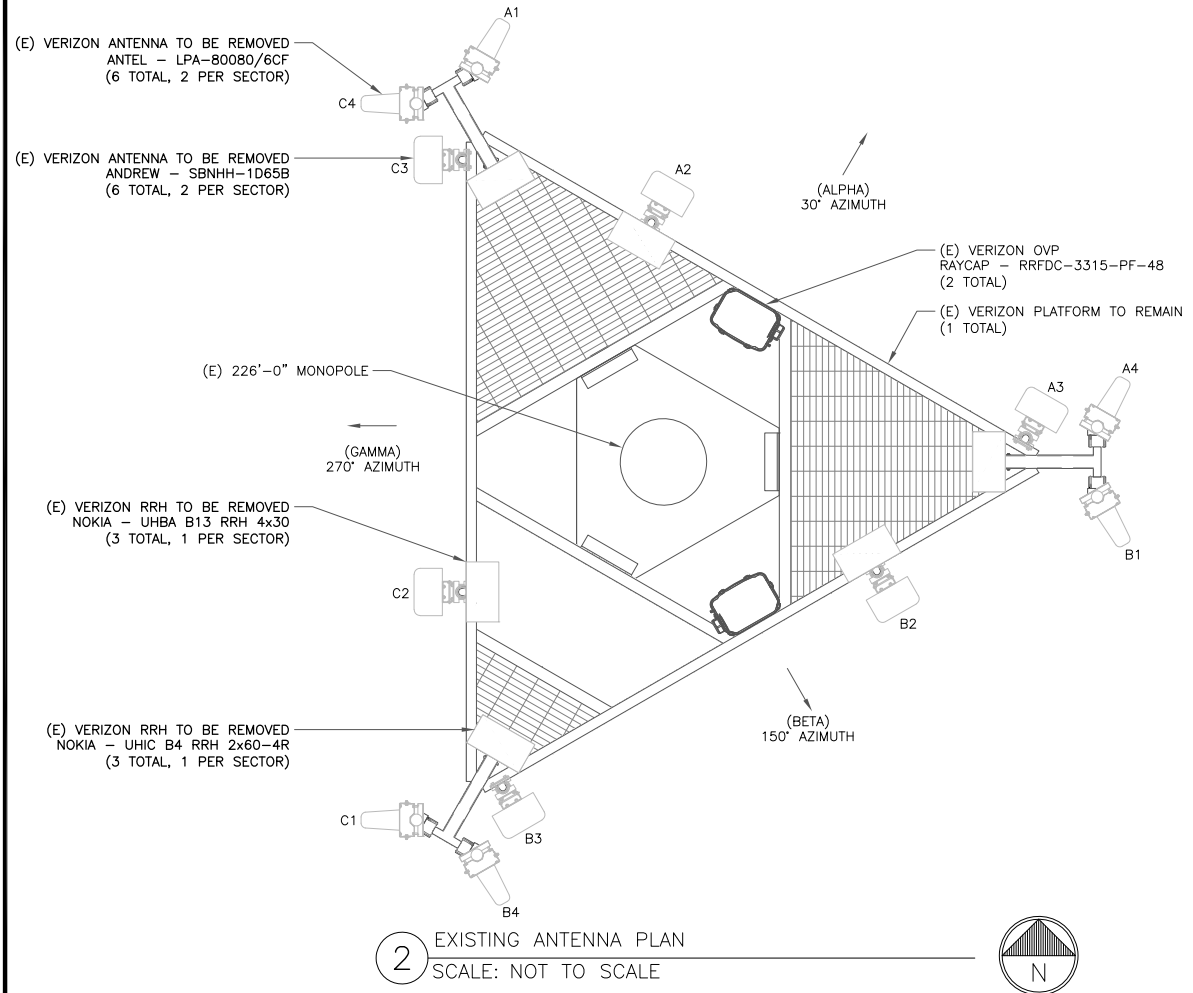 A1
(E) VERIZON ANTENNA TO BE REMOVED
ANTEL – LPA-80080/6CF
(6 TOTAL, 2 PER SECTOR)
C4
(E) VERIZON ANTENNA TO BE REMOVED
ANDREW – SBNHH-1D65B
(6 TOTAL, 2 PER SECTOR)
C3
A2
(ALPHA)
30° AZIMUTH
(E) VERIZON OVP
RAYCAP – RRFDC-3315-PF-48
(2 TOTAL)
(E) VERIZON PLATFORM TO REMAIN
(1 TOTAL)
(E) 226'-0" MONOPOLE
A3
A4
(GAMMA)
270° AZIMUTH
(E) VERIZON RRH TO BE REMOVED
NOKIA – UHBA B13 RRH 4x30
(3 TOTAL, 1 PER SECTOR)
B1
C2
B2
(BETA)
150° AZIMUTH
(E) VERIZON RRH TO BE REMOVED
NOKIA – UHIC B4 RRH 2x60-4R
(3 TOTAL, 1 PER SECTOR)
C1
B3
B4
2
EXISTING ANTENNA PLAN
SCALE: NOT TO SCALE
N